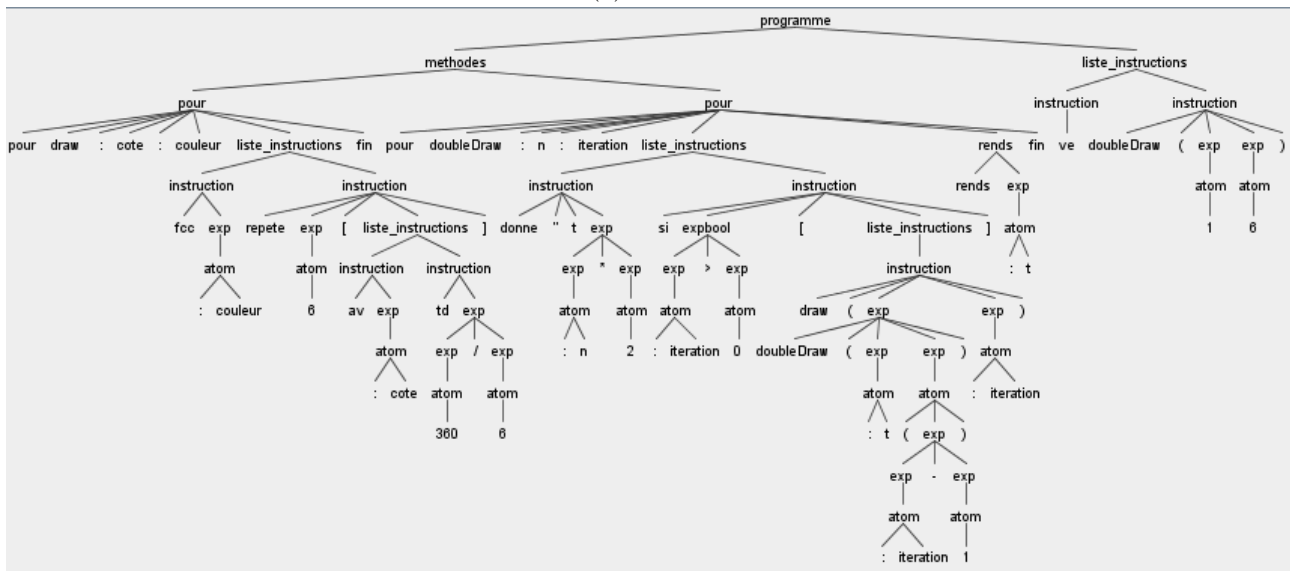 programme
methodes liste_instructions
pour pour instruction instruction
pour draw : cote : couleur liste_instructions fin pour doubleDraw : n : iteration liste_instructions rends fin ve doubleDraw ( exp exp )
instruction instruction instruction instruction rends exp atom atom
fcc exp repete exp [ liste_instructions ] donne " t exp si expbool [ liste_instructions ] atom 1 6
atom atom instruction instruction exp * exp exp > exp instruction : t
: couleur 6 av exp td exp atom atom atom atom draw ( exp exp )
atom exp / exp : n 2 : iteration 0 doubleDraw ( exp exp ) atom
: cote atom atom atom atom : iteration
360 6 : t ( exp )
exp - exp
atom atom
: iteration 1